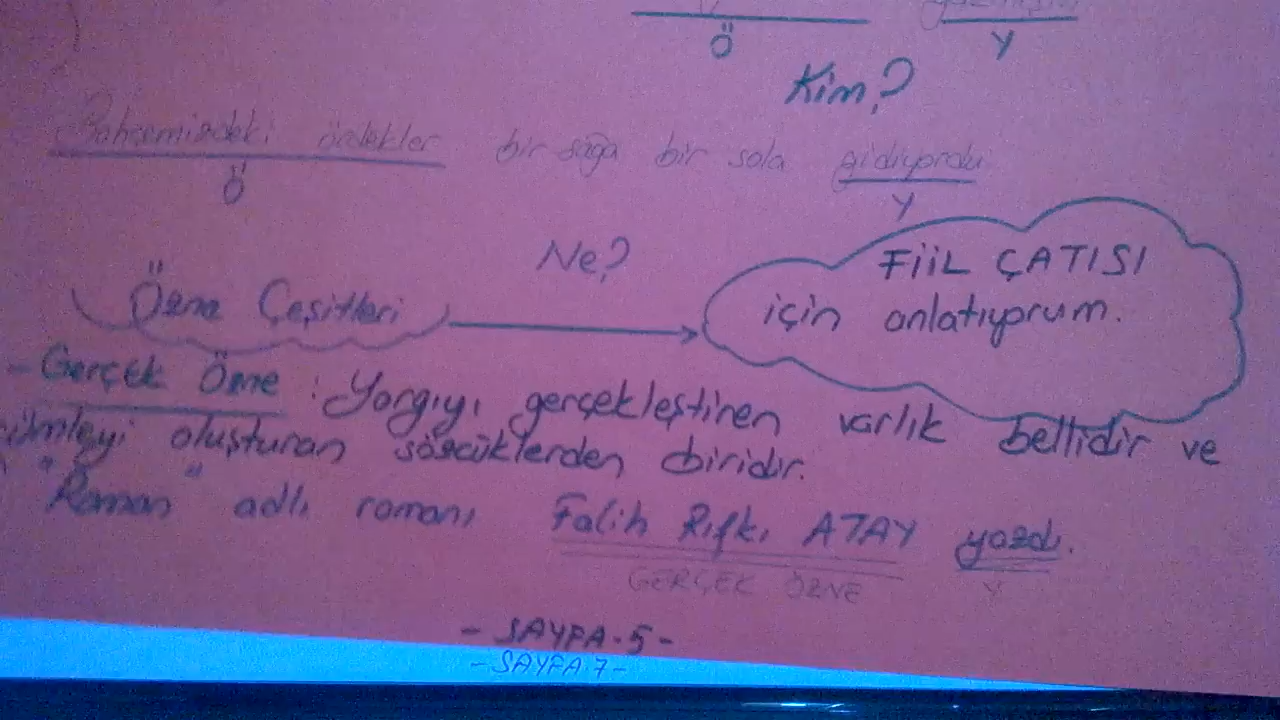 Ö Y
Kim?
Bahçemizdeki ördekler bir sağa bir sola gidiyordu
Ö Y
Ne?
FİİL ÇATISI
için anlatıyorum.
Özne Çeşitleri
- Gerçek Özne : Yargıyı gerçekleştiren varlık bellidir ve
cümleyi oluşturan sözcüklerden biridir.
"Roman" adlı romanı Falih Rıfkı ATAY yazdı.
GERÇEK ÖZNE Y
- SAYFA.5 -
- SAYFA.7 -